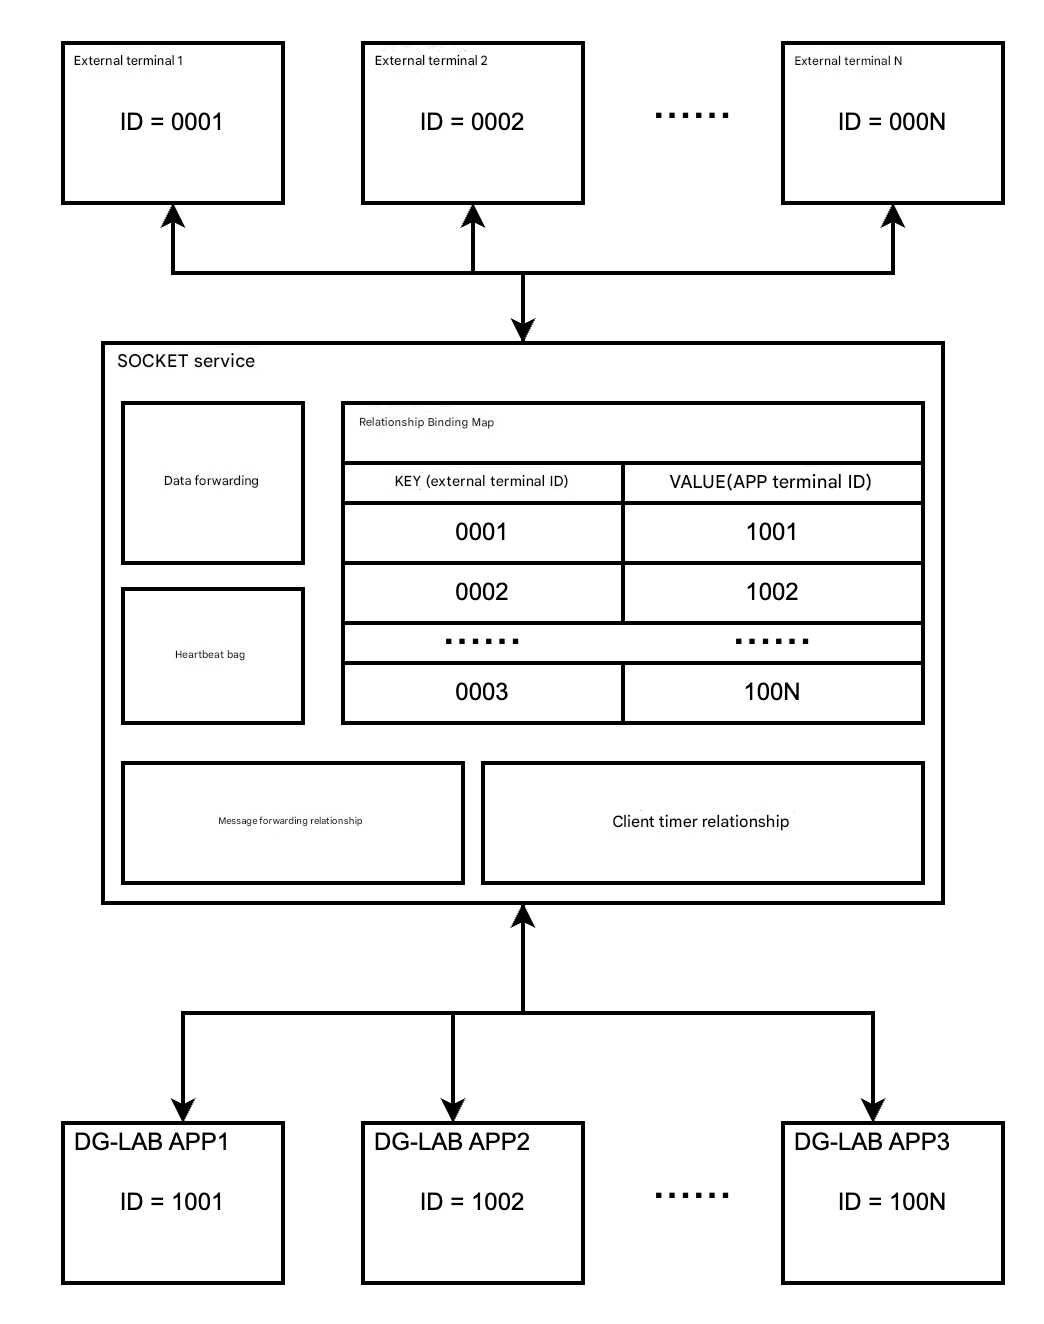 External terminal 1
ID = 0001
External terminal 2
ID = 0002
......
External terminal N
ID = 000N
SOCKET service
Data forwarding
Heartbeat bag
Relationship Binding Map
KEY (external terminal ID)
VALUE(APP terminal ID)
0001
1001
0002
1002
......
......
0003
100N
Message forwarding relationship
Client timer relationship
DG-LAB APP1
ID = 1001
DG-LAB APP2
ID = 1002
......
DG-LAB APP3
ID = 100N